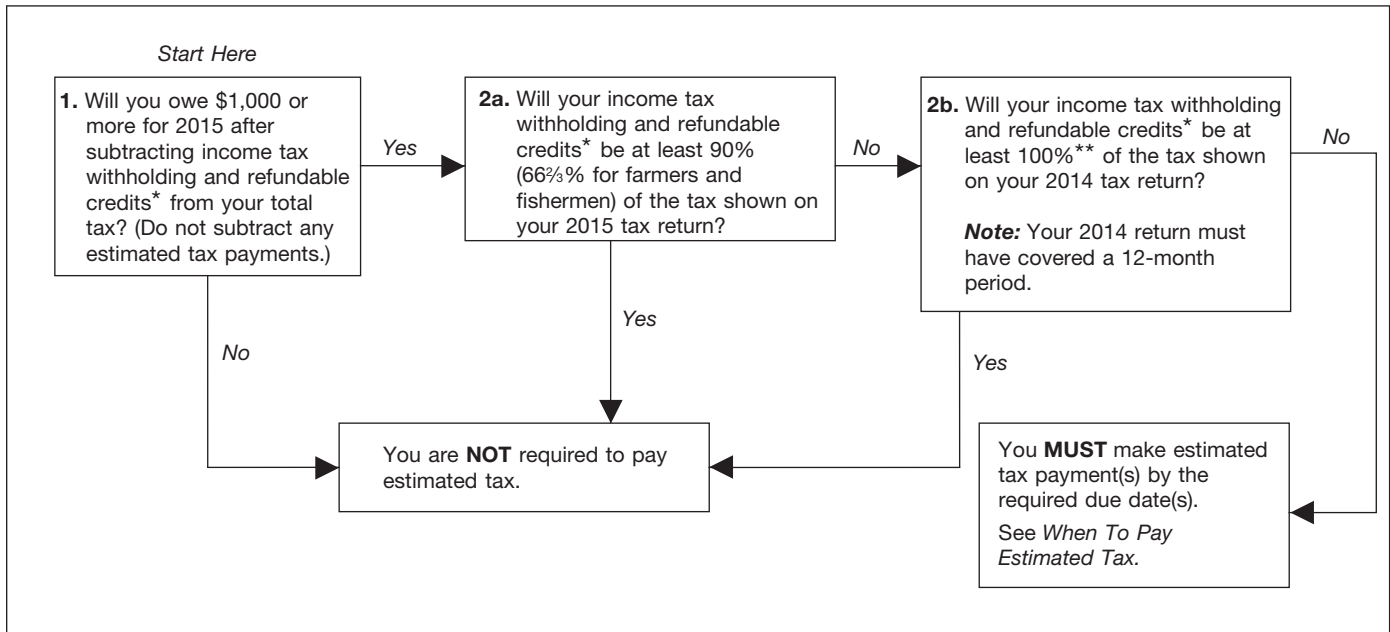 Start Here
1. Will you owe $1,000 or
more for 2015 after
subtracting income tax
withholding and refundable
credits* from your total
tax? (Do not subtract any
estimated tax payments.)
Yes
2a. Will your income tax
withholding and refundable
credits* be at least 90%
(66⅔% for farmers and
fishermen) of the tax shown on
your 2015 tax return?
No
2b. Will your income tax withholding
and refundable credits* be at
least 100%** of the tax shown
on your 2014 tax return?
Note: Your 2014 return must
have covered a 12-month
period.
No
No
Yes
Yes
You are NOT required to pay
estimated tax.
You MUST make estimated
tax payment(s) by the
required due date(s).
See When To Pay
Estimated Tax.